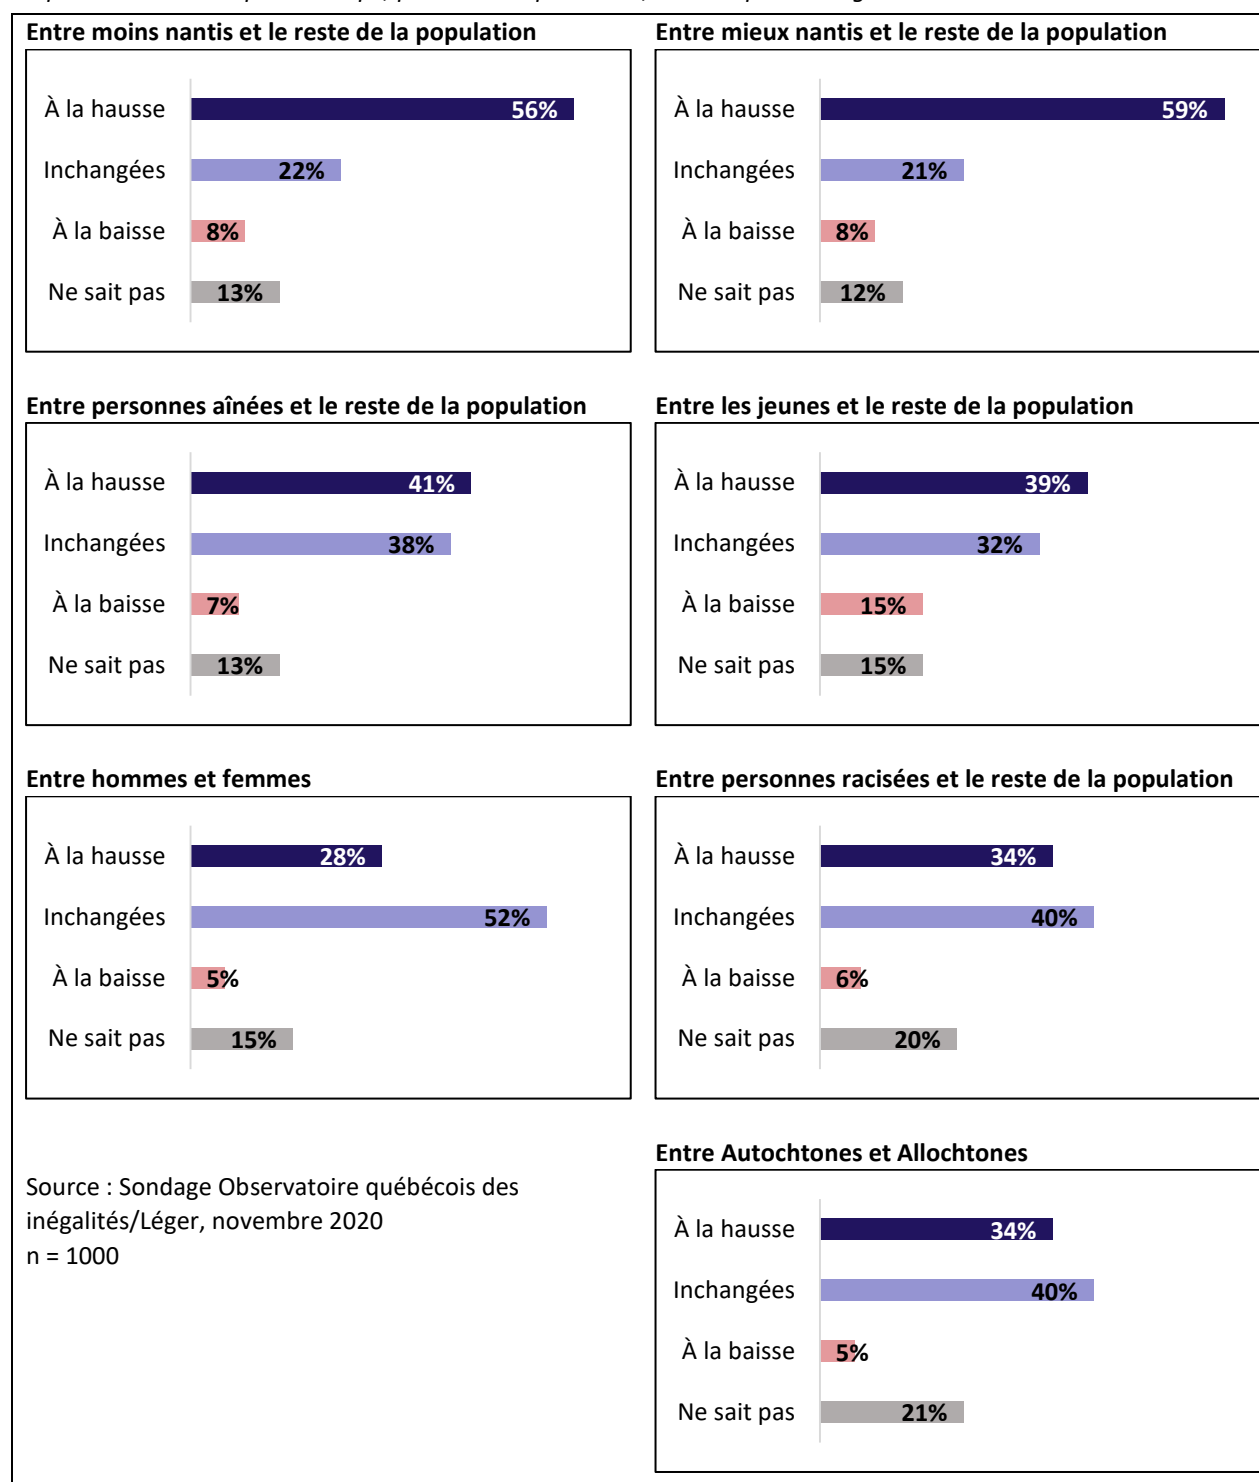 Entre moins nantis et le reste de la population
À la hausse 56%
Inchangées 22%
À la baisse 8%
Ne sait pas 13%
Entre mieux nantis et le reste de la population
À la hausse 59%
Inchangées 21%
À la baisse 8%
Ne sait pas 12%
Entre personnes aînées et le reste de la population
À la hausse 41%
Inchangées 38%
À la baisse 7%
Ne sait pas 13%
Entre les jeunes et le reste de la population
À la hausse 39%
Inchangées 32%
À la baisse 15%
Ne sait pas 15%
Entre hommes et femmes
À la hausse 28%
Inchangées 52%
À la baisse 5%
Ne sait pas 15%
Entre personnes racisées et le reste de la population
À la hausse 34%
Inchangées 40%
À la baisse 6%
Ne sait pas 20%
Source : Sondage Observatoire québécois des
inégalités/Léger, novembre 2020
n = 1000
Entre Autochtones et Allochtones
À la hausse 34%
Inchangées 40%
À la baisse 5%
Ne sait pas 21%